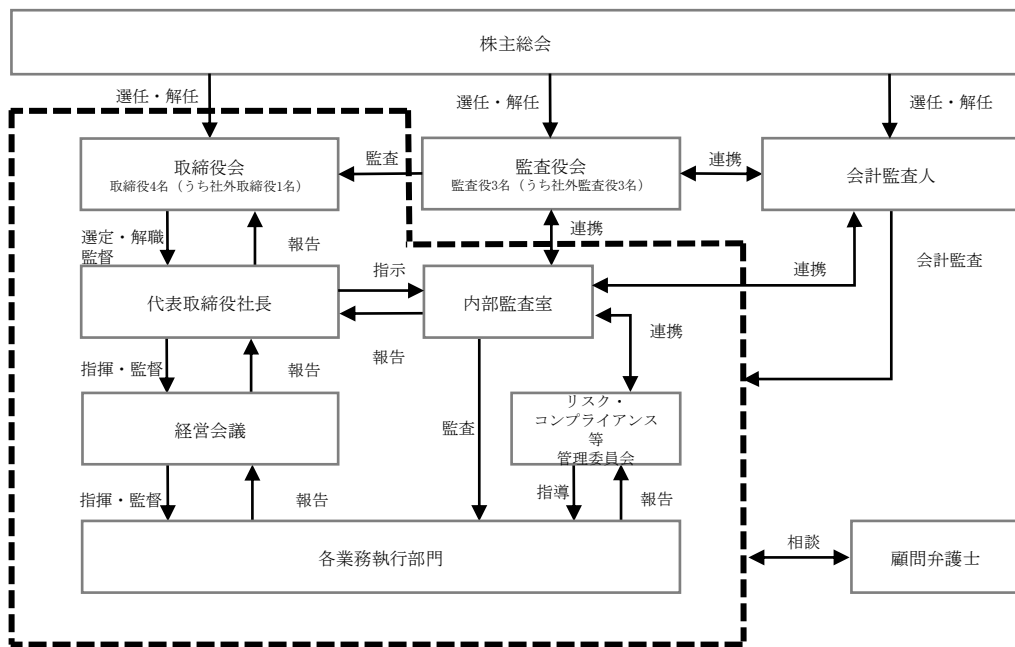 株主総会
選任・解任
選任・解任
選任・解任
取締役会
取締役4名（うち社外取締役1名）
監査
監査役会
監査役3名（うち社外監査役3名）
連携
会計監査人
選定・解職
監督
報告
連携
会計監査
指示
連携
代表取締役社長
内部監査室
報告
連携
指揮・監督
報告
経営会議
監査
リスク・
コンプライアンス
等
管理委員会
指揮・監督
報告
指導
報告
各業務執行部門
相談
顧問弁護士